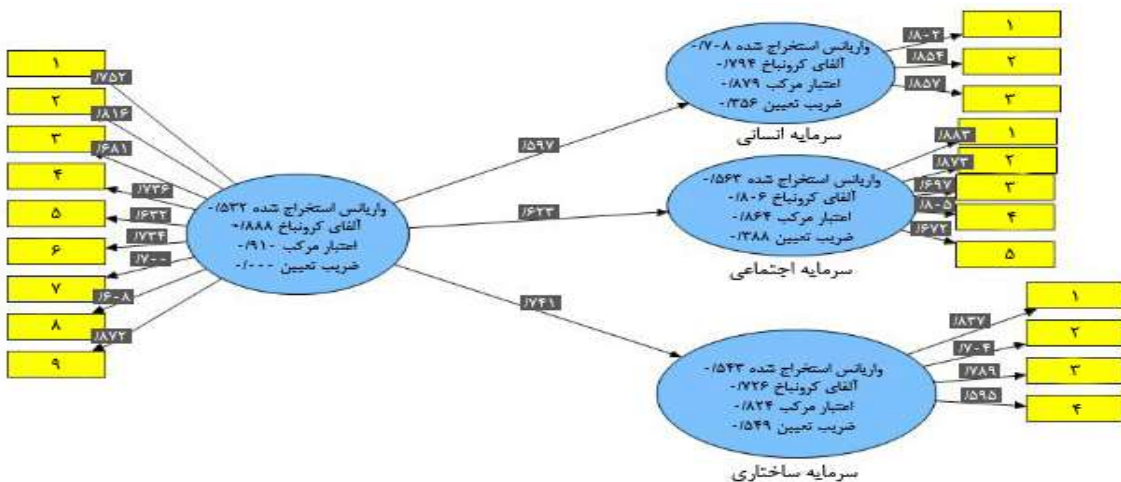 ۱
۲
۳
۴
۵
۶
۷
۸
۹
/۷۵۲
/۸۱۶
/۶۸۱
/۷۳۶
/۶۳۲
/۷۳۴
/۷۰۰
/۶۰۸
/۸۷۲
واریانس استخراج شده ۰/۵۳۲
آلفای کرونباخ ۰/۸۸۸
اعتبار مرکب ۰/۹۱۰
ضریب تعیین ۰/۰۰۰
/۵۹۷
/۶۲۳
/۷۴۱
واریانس استخراج شده ۰/۷۰۸
آلفای کرونباخ ۰/۷۹۴
اعتبار مرکب ۰/۸۷۹
ضریب تعیین ۰/۳۵۶
سرمایه انسانی
/۸۰۲
/۸۵۴
/۸۵۷
۱
۲
۳
واریانس استخراج شده ۰/۵۶۳
آلفای کرونباخ ۰/۸۰۶
اعتبار مرکب ۰/۸۶۴
ضریب تعیین ۰/۳۸۸
سرمایه اجتماعی
/۸۸۳
/۸۷۳
/۶۹۷
/۸۰۵
/۶۷۲
۱
۲
۳
۴
۵
واریانس استخراج شده ۰/۵۴۳
آلفای کرونباخ ۰/۷۲۶
اعتبار مرکب ۰/۸۲۴
ضریب تعیین ۰/۵۴۹
سرمایه ساختاری
/۸۳۷
/۷۰۴
/۷۸۹
/۵۹۵
۱
۲
۳
۴